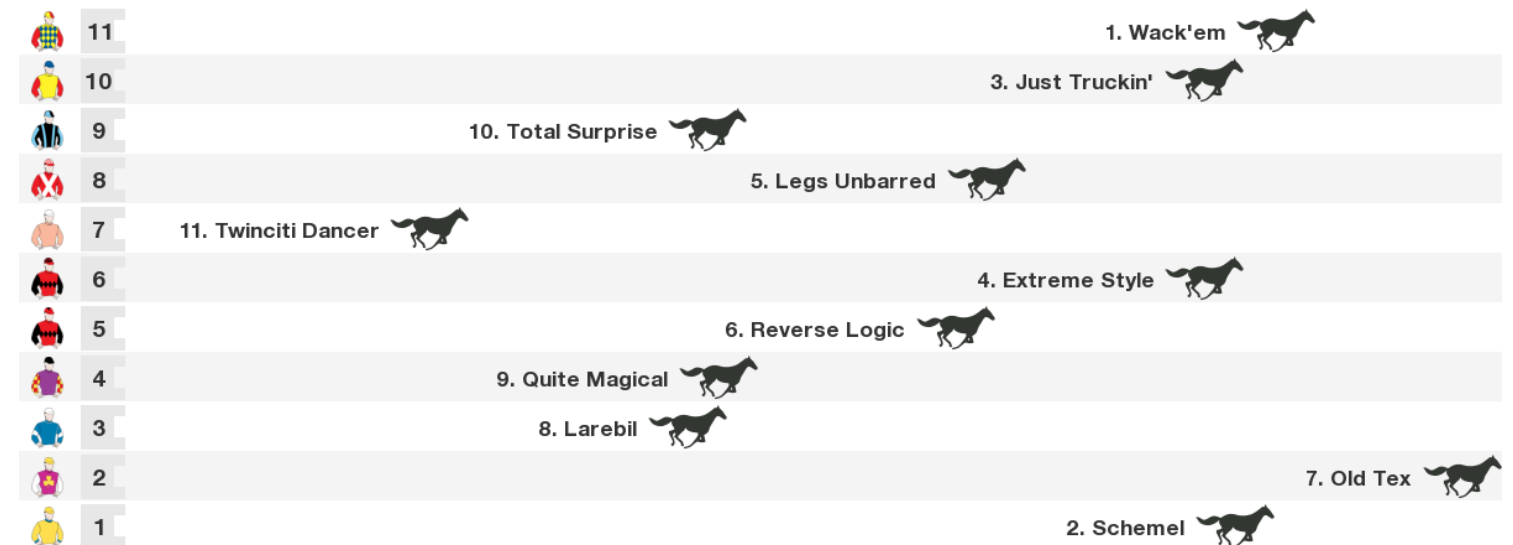 11 1. Wack'em
10 3. Just Truckin'
9 10. Total Surprise
8 5. Legs Unbarred
7 11. Twinciti Dancer
6 4. Extreme Style
5 6. Reverse Logic
4 9. Quite Magical
3 8. Larebil
2 7. Old Tex
1 2. Schemel